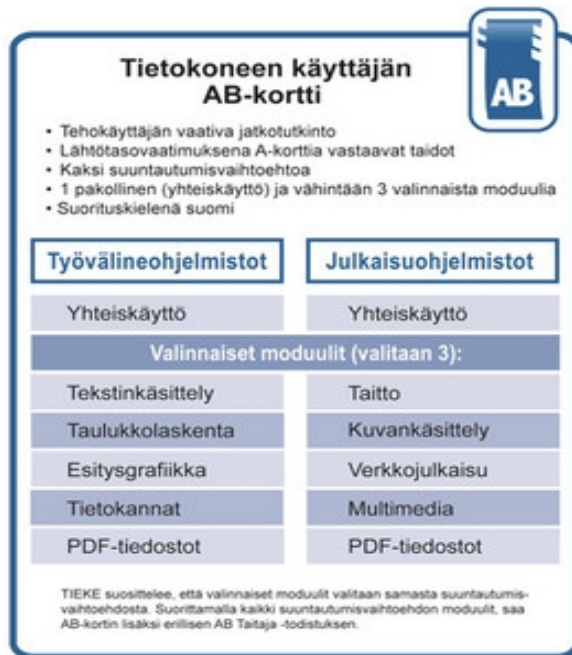 AB
Tietokoneen käyttäjän
AB-kortti
• Tehokäyttäjän vaativa jatkotutkinto
• Lähtötasovaatimuksena A-korttia vastaavat taidot
• Kaksi suuntautumisvaihtoehtoa
• 1 pakollinen (yhteiskäyttö) ja vähintään 3 valinnaista moduulia
• Suorituskielenä suomi
Työvälineohjelmistot Julkaisuohjelmistot
Yhteiskäyttö Yhteiskäyttö
Valinnaiset moduulit (valitaan 3):
Tekstinkäsittely Taitto
Taulukkolaskenta Kuvankäsittely
Esitysgrafiikka Verkkojulkaisu
Tietokannat Multimedia
PDF-tiedostot PDF-tiedostot
TIEKE suosittelee, että valinnaiset moduulit valitaan samasta suuntautumis-
vaihtoehdosta. Suorittamalla kaikki suuntautumisvaihtoehdon moduulit, saa
AB-kortin lisäksi erillisen AB Taitaja -todistuksen.